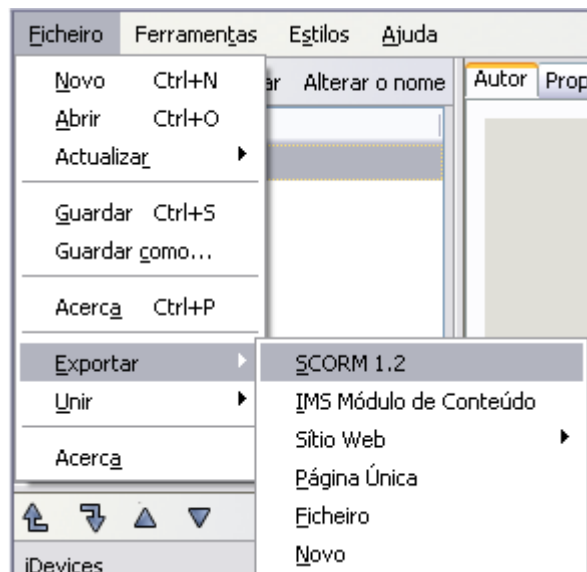 Ficheiro Ferramentas Estilos Ajuda
Novo Ctrl+N
Abrir Ctrl+O
Actualizar
Guardar Ctrl+S
Guardar como...
Acerca Ctrl+P
Exportar
Unir
Acerca
Alterar o nome
Autor
SCORM 1.2
IMS Módulo de Conteúdo
Sítio Web
Página Única
Ficheiro
Novo
iDevices